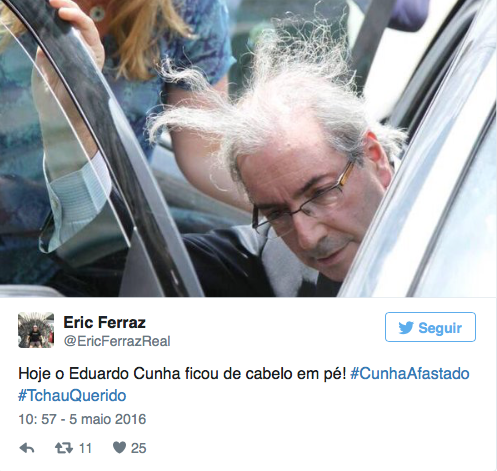 Eric Ferraz
@EricFerrazReal
Seguir
Hoje o Eduardo Cunha ficou de cabelo em pé! #CunhaAfastado
#TchauQuerido
10: 57 - 5 maio 2016
11 25